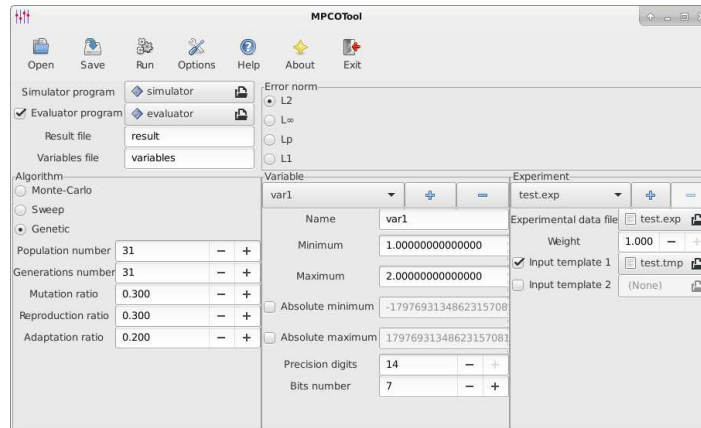 MPCOTool
Open Save Run Options Help About Exit
Simulator program simulator
Evaluator program evaluator
Result file result
Variables file variables
Error norm
L2
L∞
Lp
L1
Algorithm
Monte-Carlo
Sweep
Genetic
Population number 31
Generations number 31
Mutation ratio 0.300
Reproduction ratio 0.300
Adaptation ratio 0.200
Variable
var1
Name var1
Minimum 1.00000000000000
Maximum 2.00000000000000
Absolute minimum -1797693134862315708
Absolute maximum 17976931348623157081
Precision digits 14
Bits number 7
Experiment
test.exp
Experimental data file test.exp
Weight 1.000
Input template 1 test.tmp
Input template 2 (None)